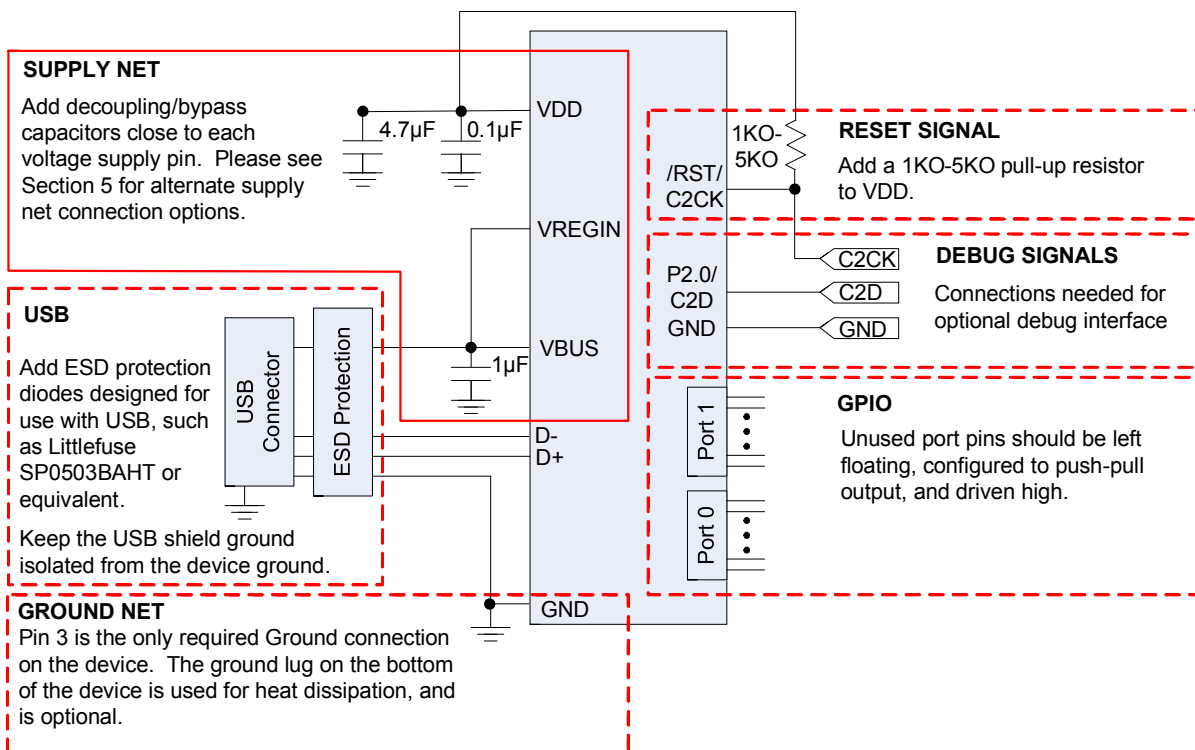 SUPPLY NET
Add decoupling/bypass
capacitors close to each
voltage supply pin.  Please see
Section 5 for alternate supply
net connection options.
4.7µF
0.1µF
VDD
VREGIN
VBUS
1µF
1KO-
5KO
/RST/
C2CK
RESET SIGNAL
Add a 1KO-5KO pull-up resistor
to VDD.
P2.0/
C2D
GND
C2CK
C2D
GND
DEBUG SIGNALS
Connections needed for
optional debug interface
USB
Add ESD protection
diodes designed for
use with USB, such
as Littlefuse
SP0503BAHT or
equivalent.
Keep the USB shield ground
isolated from the device ground.
USB
Connector
ESD Protection
D-
D+
Port 1
Port 0
GPIO
Unused port pins should be left
floating, configured to push-pull
output, and driven high.
GND
GROUND NET
Pin 3 is the only required Ground connection
on the device.  The ground lug on the bottom
of the device is used for heat dissipation, and
is optional.